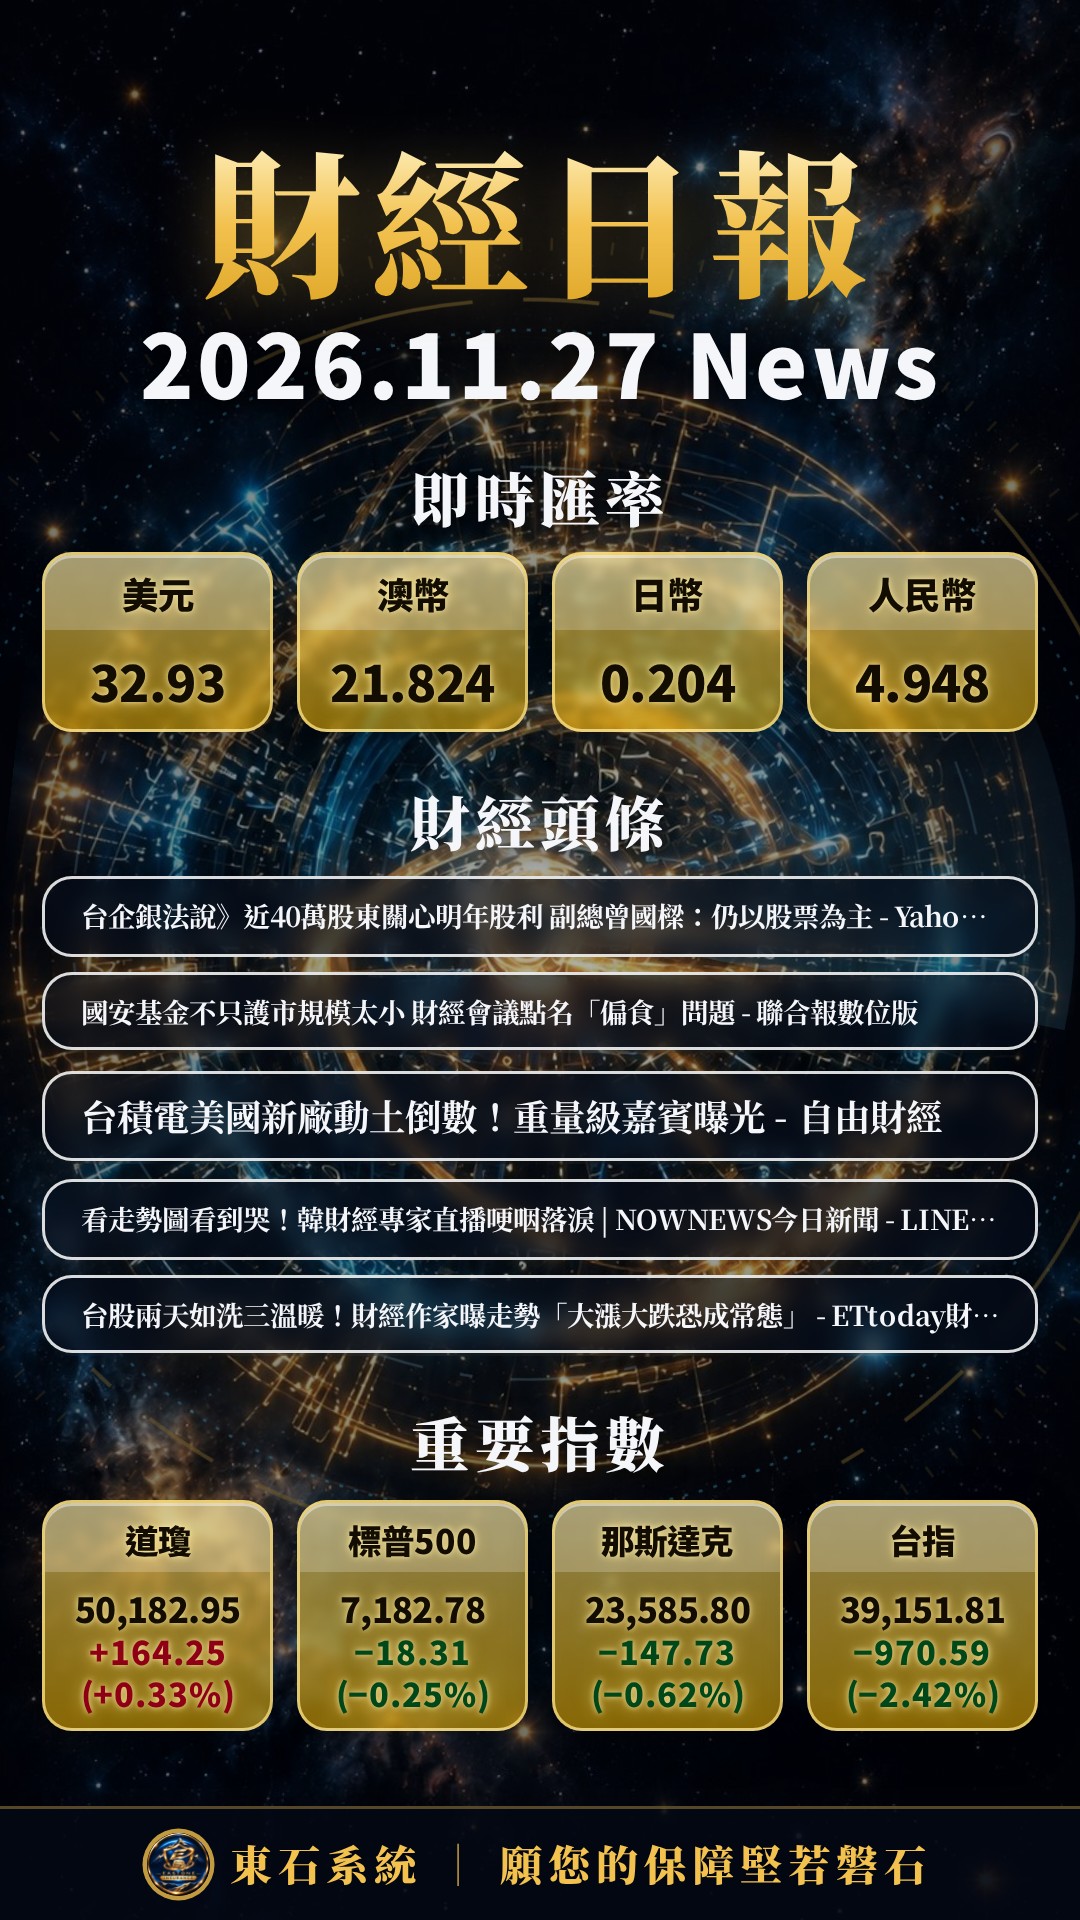 財經日報
2026.11.27 News
即時匯率
美元
32.93
澳幣
21.824
日幣
0.204
人民幣
4.948
財經頭條
台企銀法說》近40萬股東關心明年股利 副總曾國樑：仍以股票為主 - Yaho…
國安基金不只護市規模太小 財經會議點名「偏食」問題 - 聯合報數位版
台積電美國新廠動土倒數！重量級嘉賓曝光 - 自由財經
看走勢圖看到哭！韓財經專家直播哽咽落淚 | NOWNEWS今日新聞 - LINE…
台股兩天如洗三溫暖！財經作家曝走勢「大漲大跌恐成常態」 - ETtoday財…
重要指數
道瓊
50,182.95
+164.25
(+0.33%)
標普500
7,182.78
−18.31
(−0.25%)
那斯達克
23,585.80
−147.73
(−0.62%)
台指
39,151.81
−970.59
(−2.42%)
東石系統 ｜ 願您的保障堅若磐石